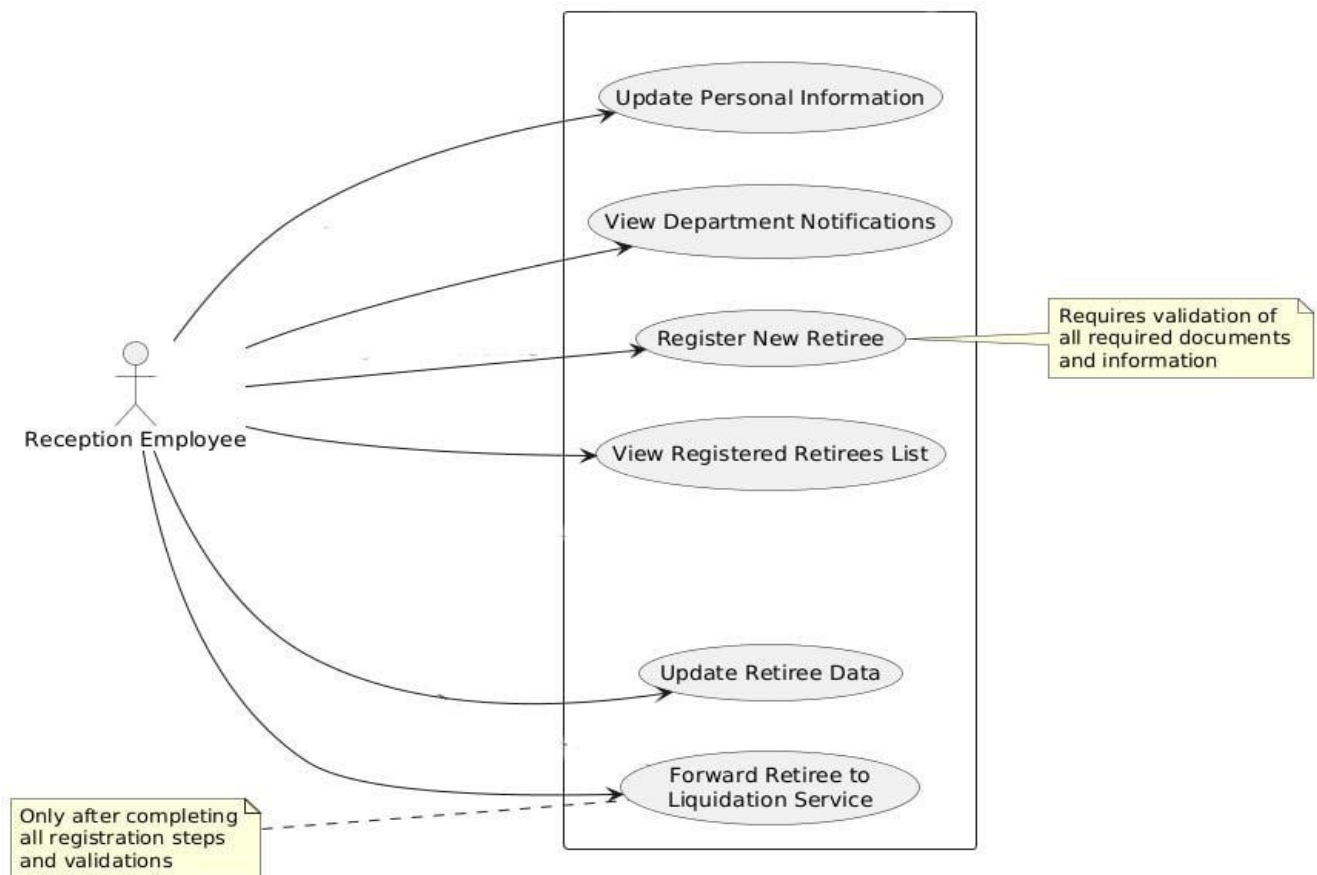 Update Personal Information
View Department Notifications
Register New Retiree
Requires validation of
all required documents
and information
Reception Employee
View Registered Retirees List
Update Retiree Data
Forward Retiree to
Liquidation Service
Only after completing
all registration steps
and validations